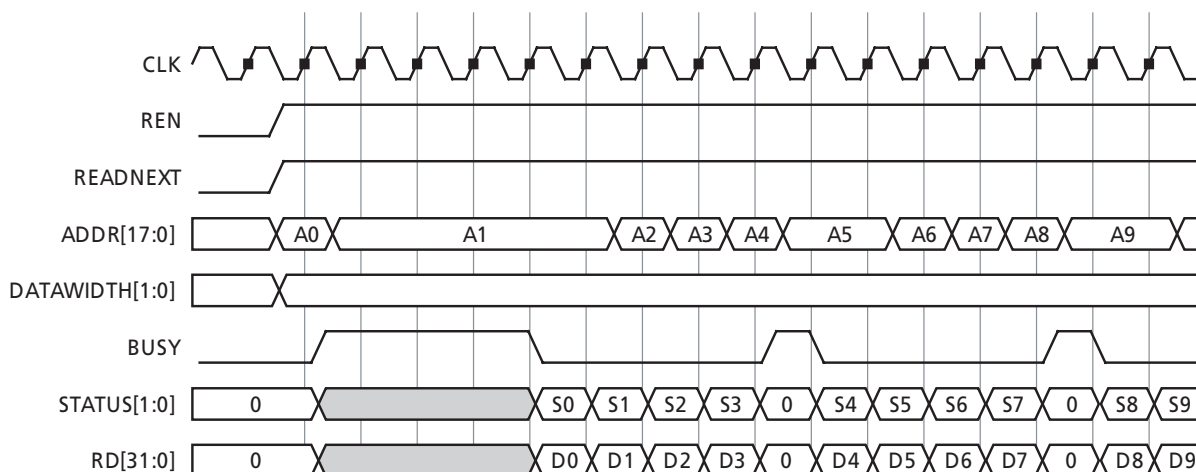 CLK
REN
READNEXT
ADDR[17:0] A0 A1 A2 A3 A4 A5 A6 A7 A8 A9
DATAWIDTH[1:0]
BUSY
STATUS[1:0] 0 S0 S1 S2 S3 0 S4 S5 S6 S7 0 S8 S9
RD[31:0] 0 D0 D1 D2 D3 0 D4 D5 D6 D7 0 D8 D9